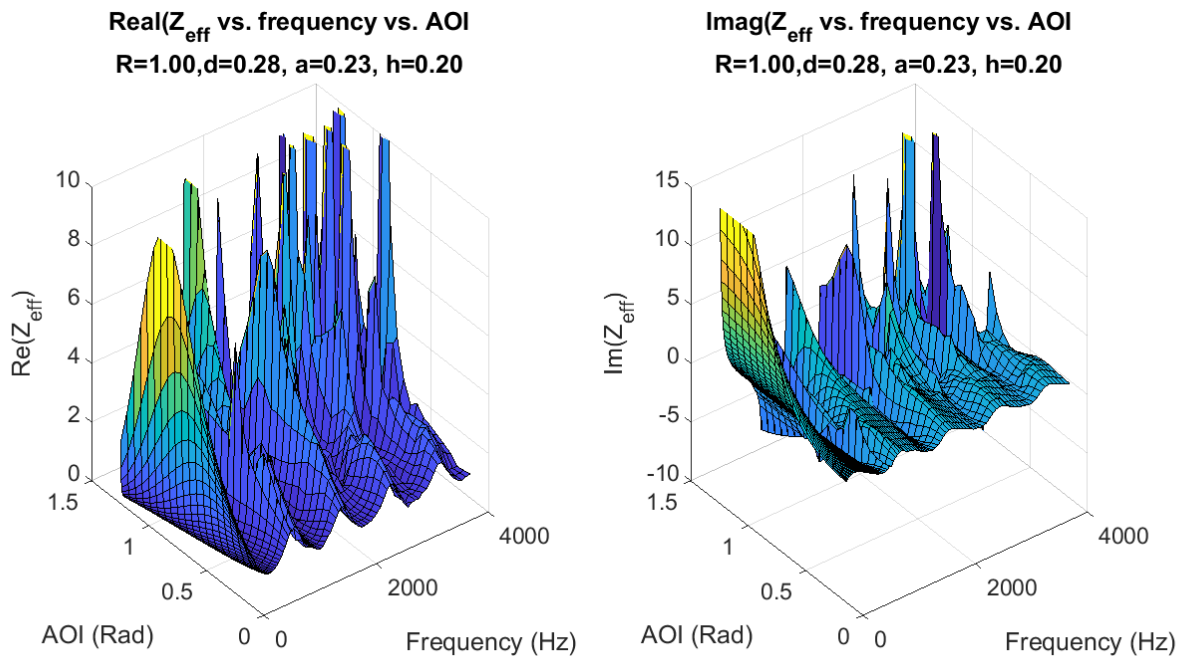 Real(Z_eff vs. frequency vs. AOI
R=1.00,d=0.28, a=0.23, h=0.20
10
8
6
4
2
0
Re(Z_eff)
1.5
1
0.5
0
AOI (Rad)
0
2000
4000
Frequency (Hz)
Imag(Z_eff vs. frequency vs. AOI
R=1.00,d=0.28, a=0.23, h=0.20
15
10
5
0
-5
-10
Im(Z_eff)
1.5
1
0.5
0
AOI (Rad)
0
2000
4000
Frequency (Hz)